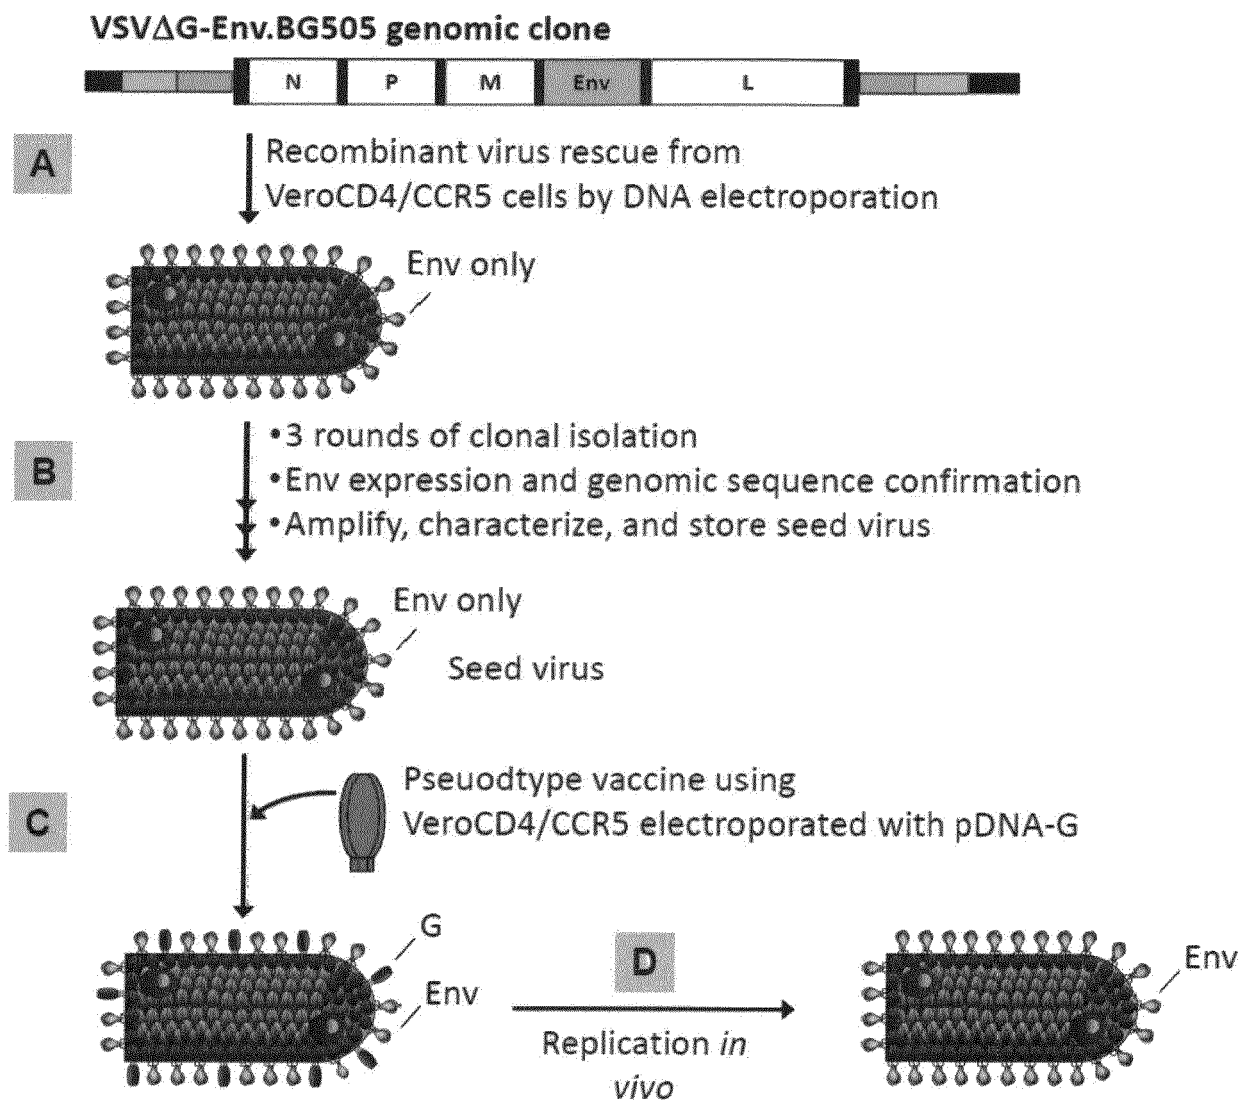 VSVΔG-Env.BG505 genomic clone
N P M Env L
A
Recombinant virus rescue from
VeroCD4/CCR5 cells by DNA electroporation
Env only
B
•3 rounds of clonal isolation
•Env expression and genomic sequence confirmation
•Amplify, characterize, and store seed virus
Env only
Seed virus
C
Pseuodtype vaccine using
VeroCD4/CCR5 electroporated with pDNA-G
G
Env
D
Replication in
vivo
Env